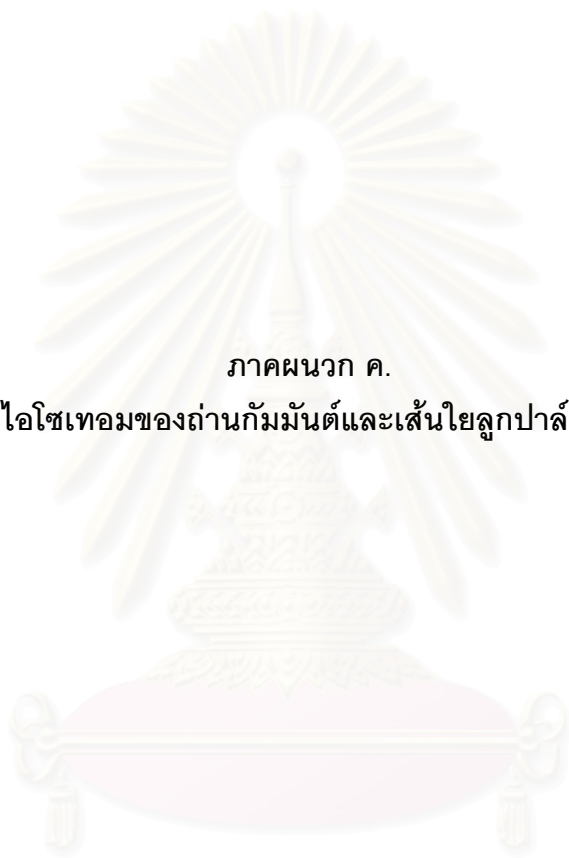 ภาคผนวก ค.
ไอโซเทอมของถ่านกัมมันต์และเส้นใยลูกปาล์